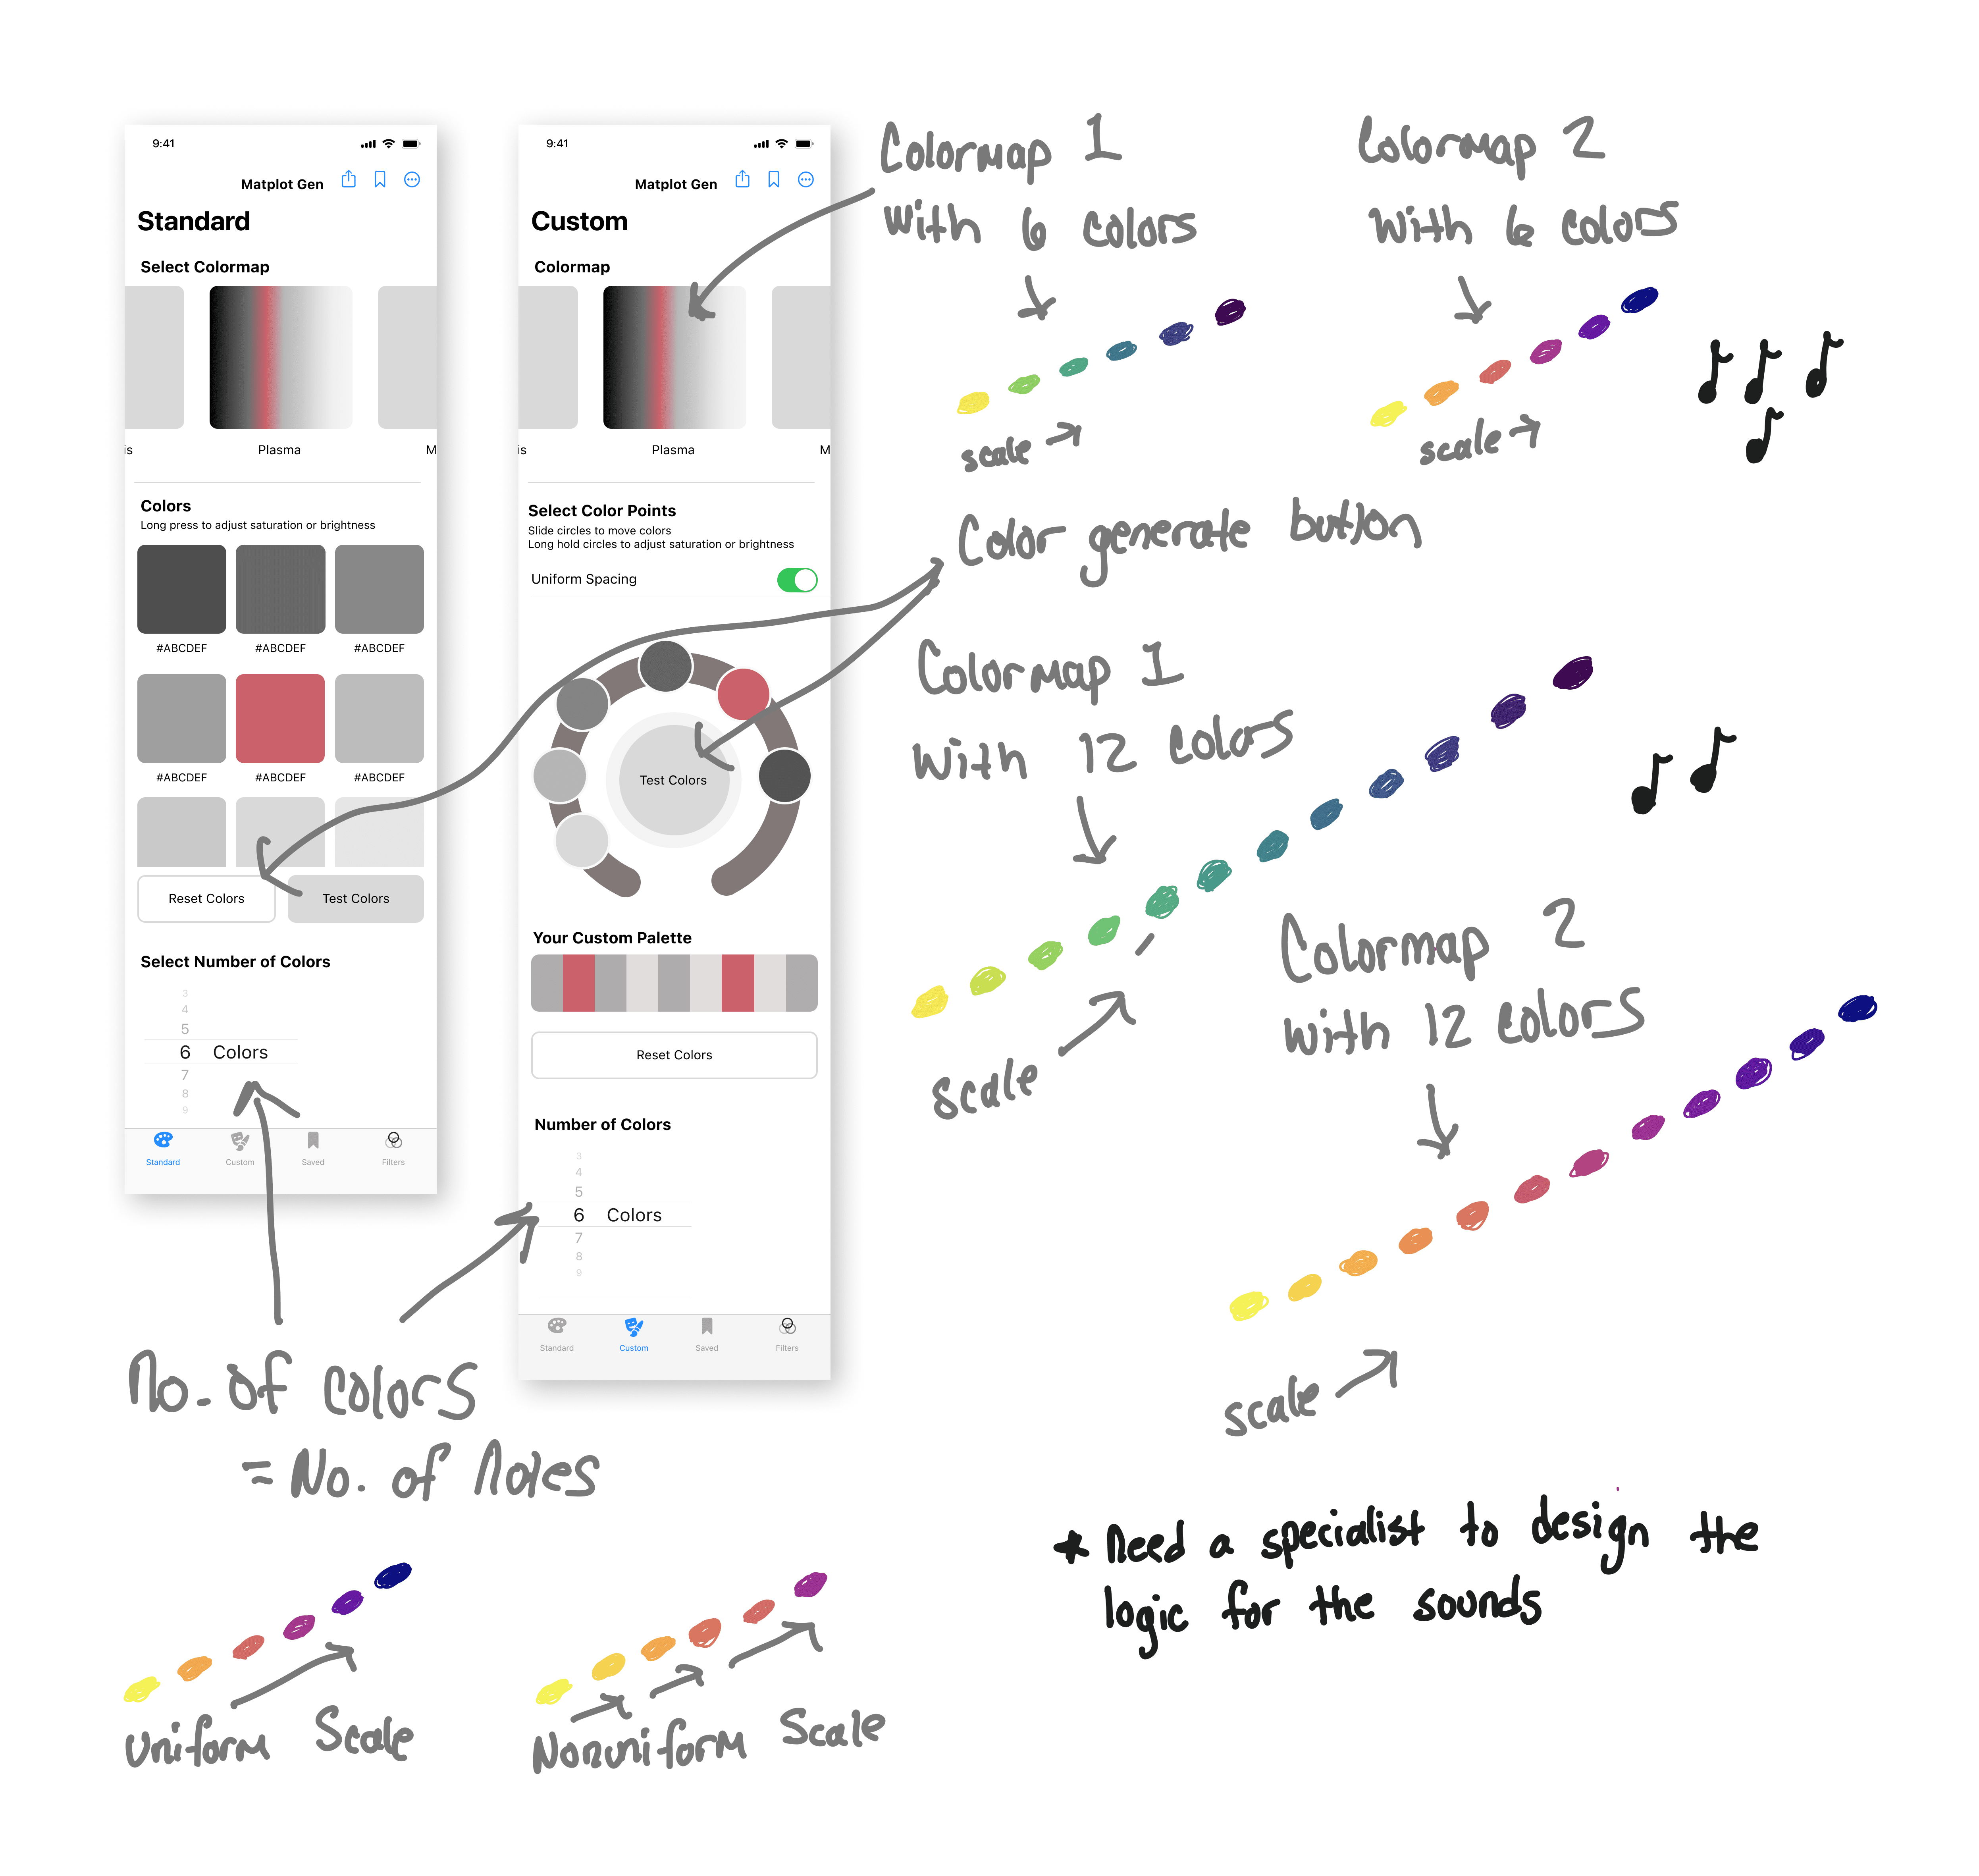 9:41
Matplot Gen
Standard
Select Colormap
is
Plasma
M
Colors
Long press to adjust saturation or brightness
#ABCDEF
#ABCDEF
#ABCDEF
#ABCDEF
#ABCDEF
#ABCDEF
Reset Colors
Test Colors
Select Number of Colors
3
4
5
6 Colors
7
8
9
Standard
Custom
Saved
Filters
9:41
Matplot Gen
Custom
Colormap
is
Plasma
M
Select Color Points
Slide circles to move colors
Long hold circles to adjust saturation or brightness
Uniform Spacing
Test Colors
Your Custom Palette
Reset Colors
Number of Colors
3
4
5
6 Colors
7
8
9
Standard
Custom
Saved
Filters
Colormap 1
With 6 colors
scale
Colormap 2
With 6 colors
scale
Color generate button
Colormap 1
With 12 colors
scale
Colormap 2
with 12 colors
scale
No. of colors
= No. of Notes
Uniform Scale
Nonuniform Scale
* Need a specialist to design the
logic for the sounds